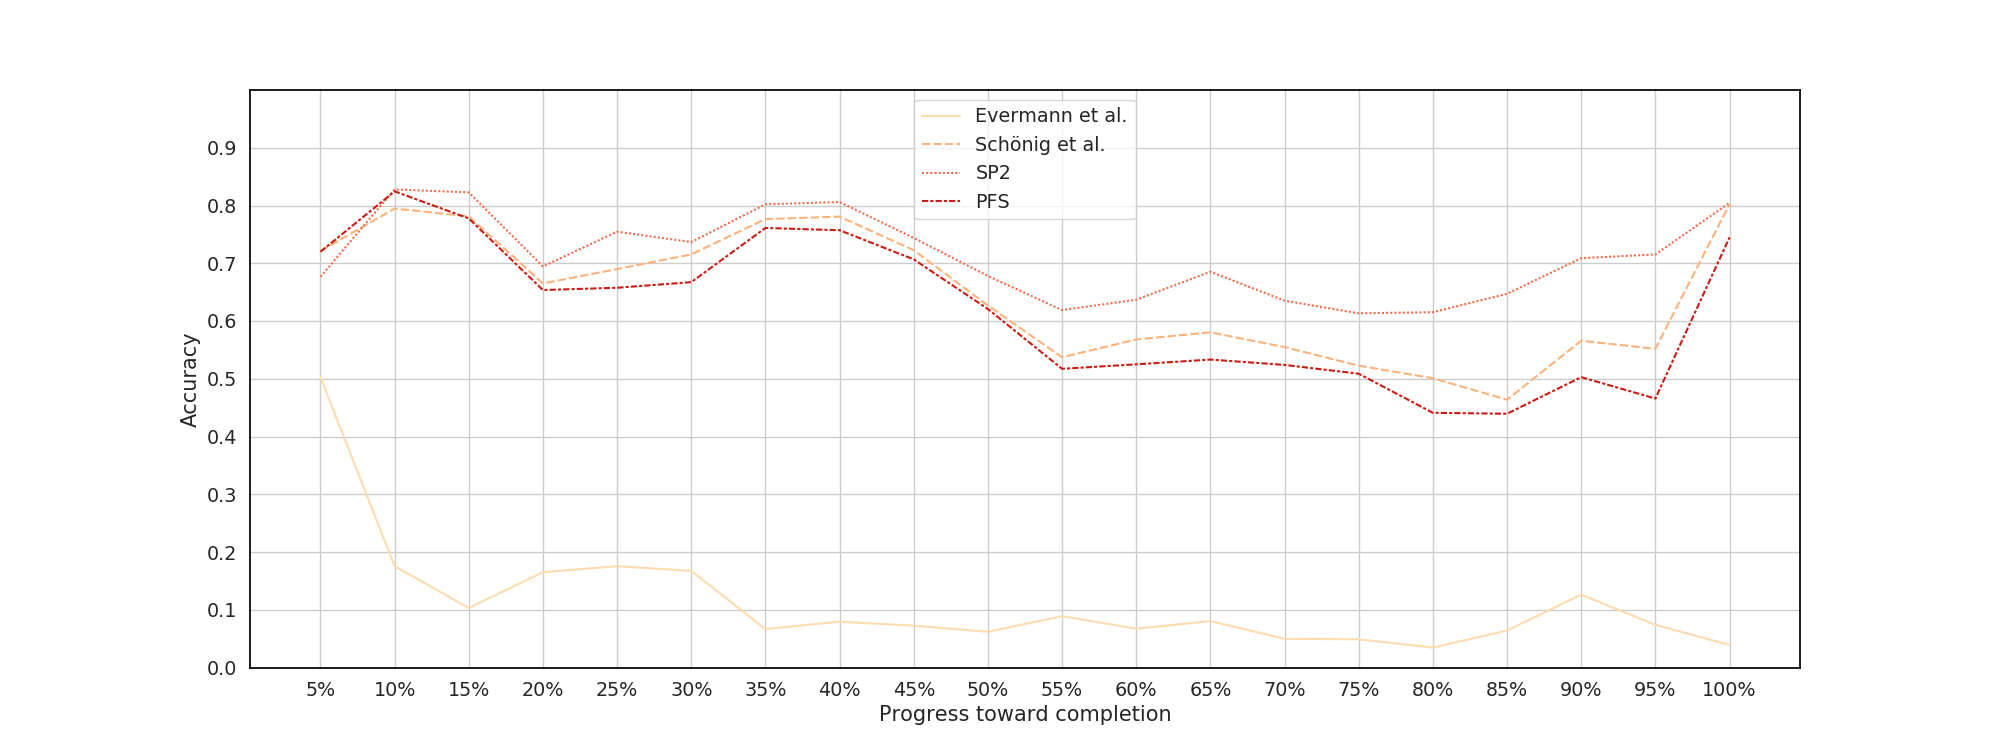 Evermann et al.
Schönig et al.
SP2
PFS
0.9
0.8
0.7
0.6
0.5
0.4
0.3
0.2
0.1
0.0
Accuracy
5% 10% 15% 20% 25% 30% 35% 40% 45% 50% 55% 60% 65% 70% 75% 80% 85% 90% 95% 100%
Progress toward completion